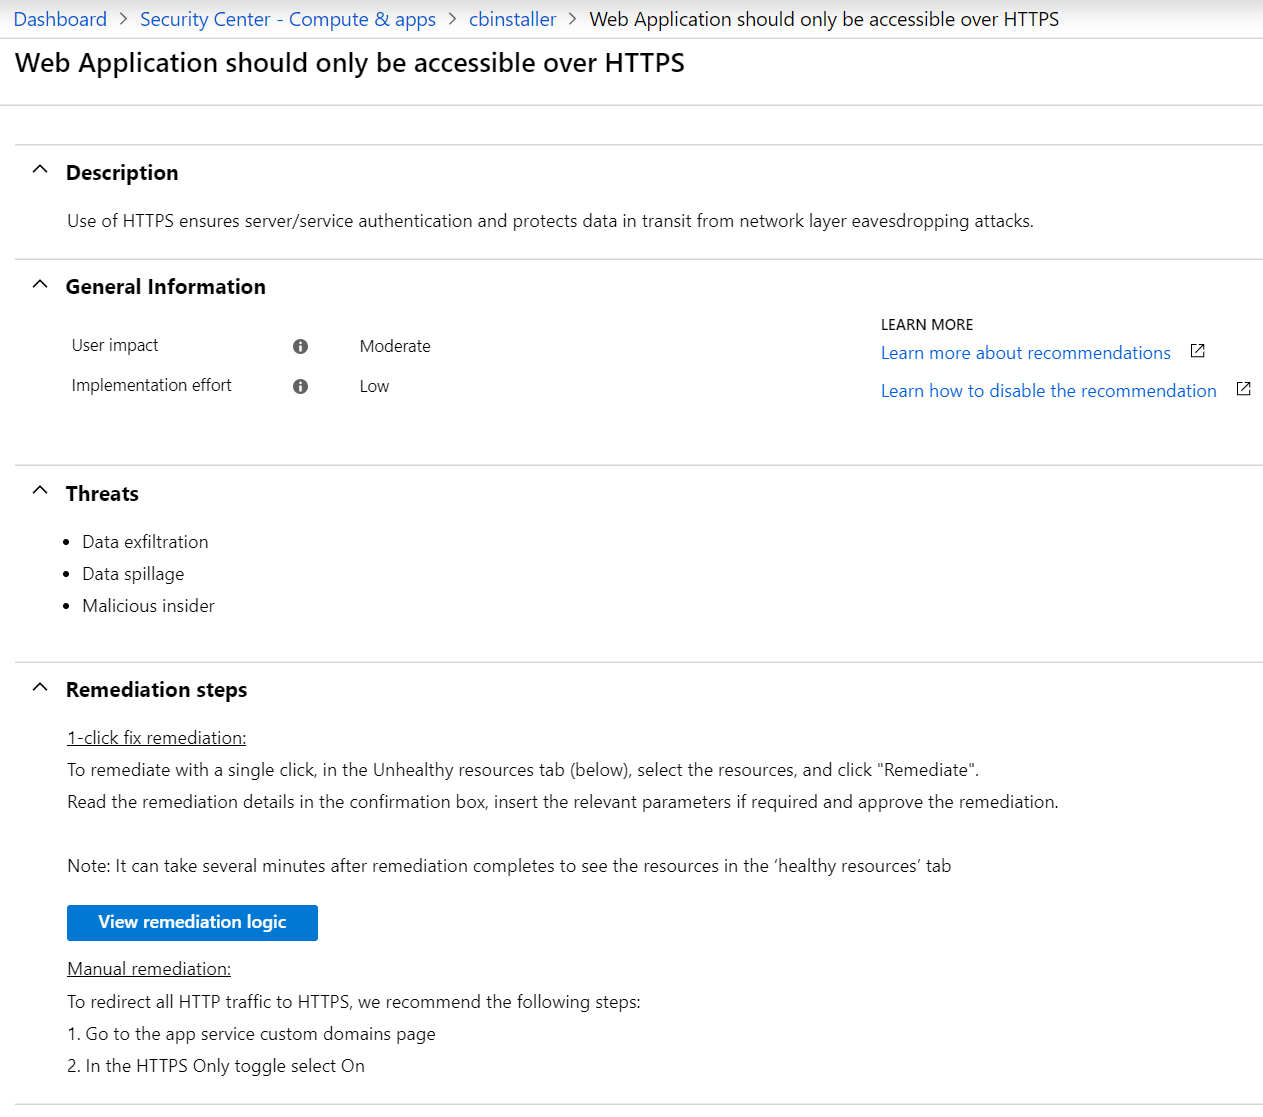 Dashboard > Security Center - Compute & apps > cbinstaller > Web Application should only be accessible over HTTPS
Web Application should only be accessible over HTTPS
Description
Use of HTTPS ensures server/service authentication and protects data in transit from network layer eavesdropping attacks.
General Information
User impact Moderate
Implementation effort Low
LEARN MORE
Learn more about recommendations
Learn how to disable the recommendation
Threats
• Data exfiltration
• Data spillage
• Malicious insider
Remediation steps
1-click fix remediation:
To remediate with a single click, in the Unhealthy resources tab (below), select the resources, and click "Remediate".
Read the remediation details in the confirmation box, insert the relevant parameters if required and approve the remediation.
Note: It can take several minutes after remediation completes to see the resources in the ‘healthy resources’ tab
View remediation logic
Manual remediation:
To redirect all HTTP traffic to HTTPS, we recommend the following steps:
1. Go to the app service custom domains page
2. In the HTTPS Only toggle select On